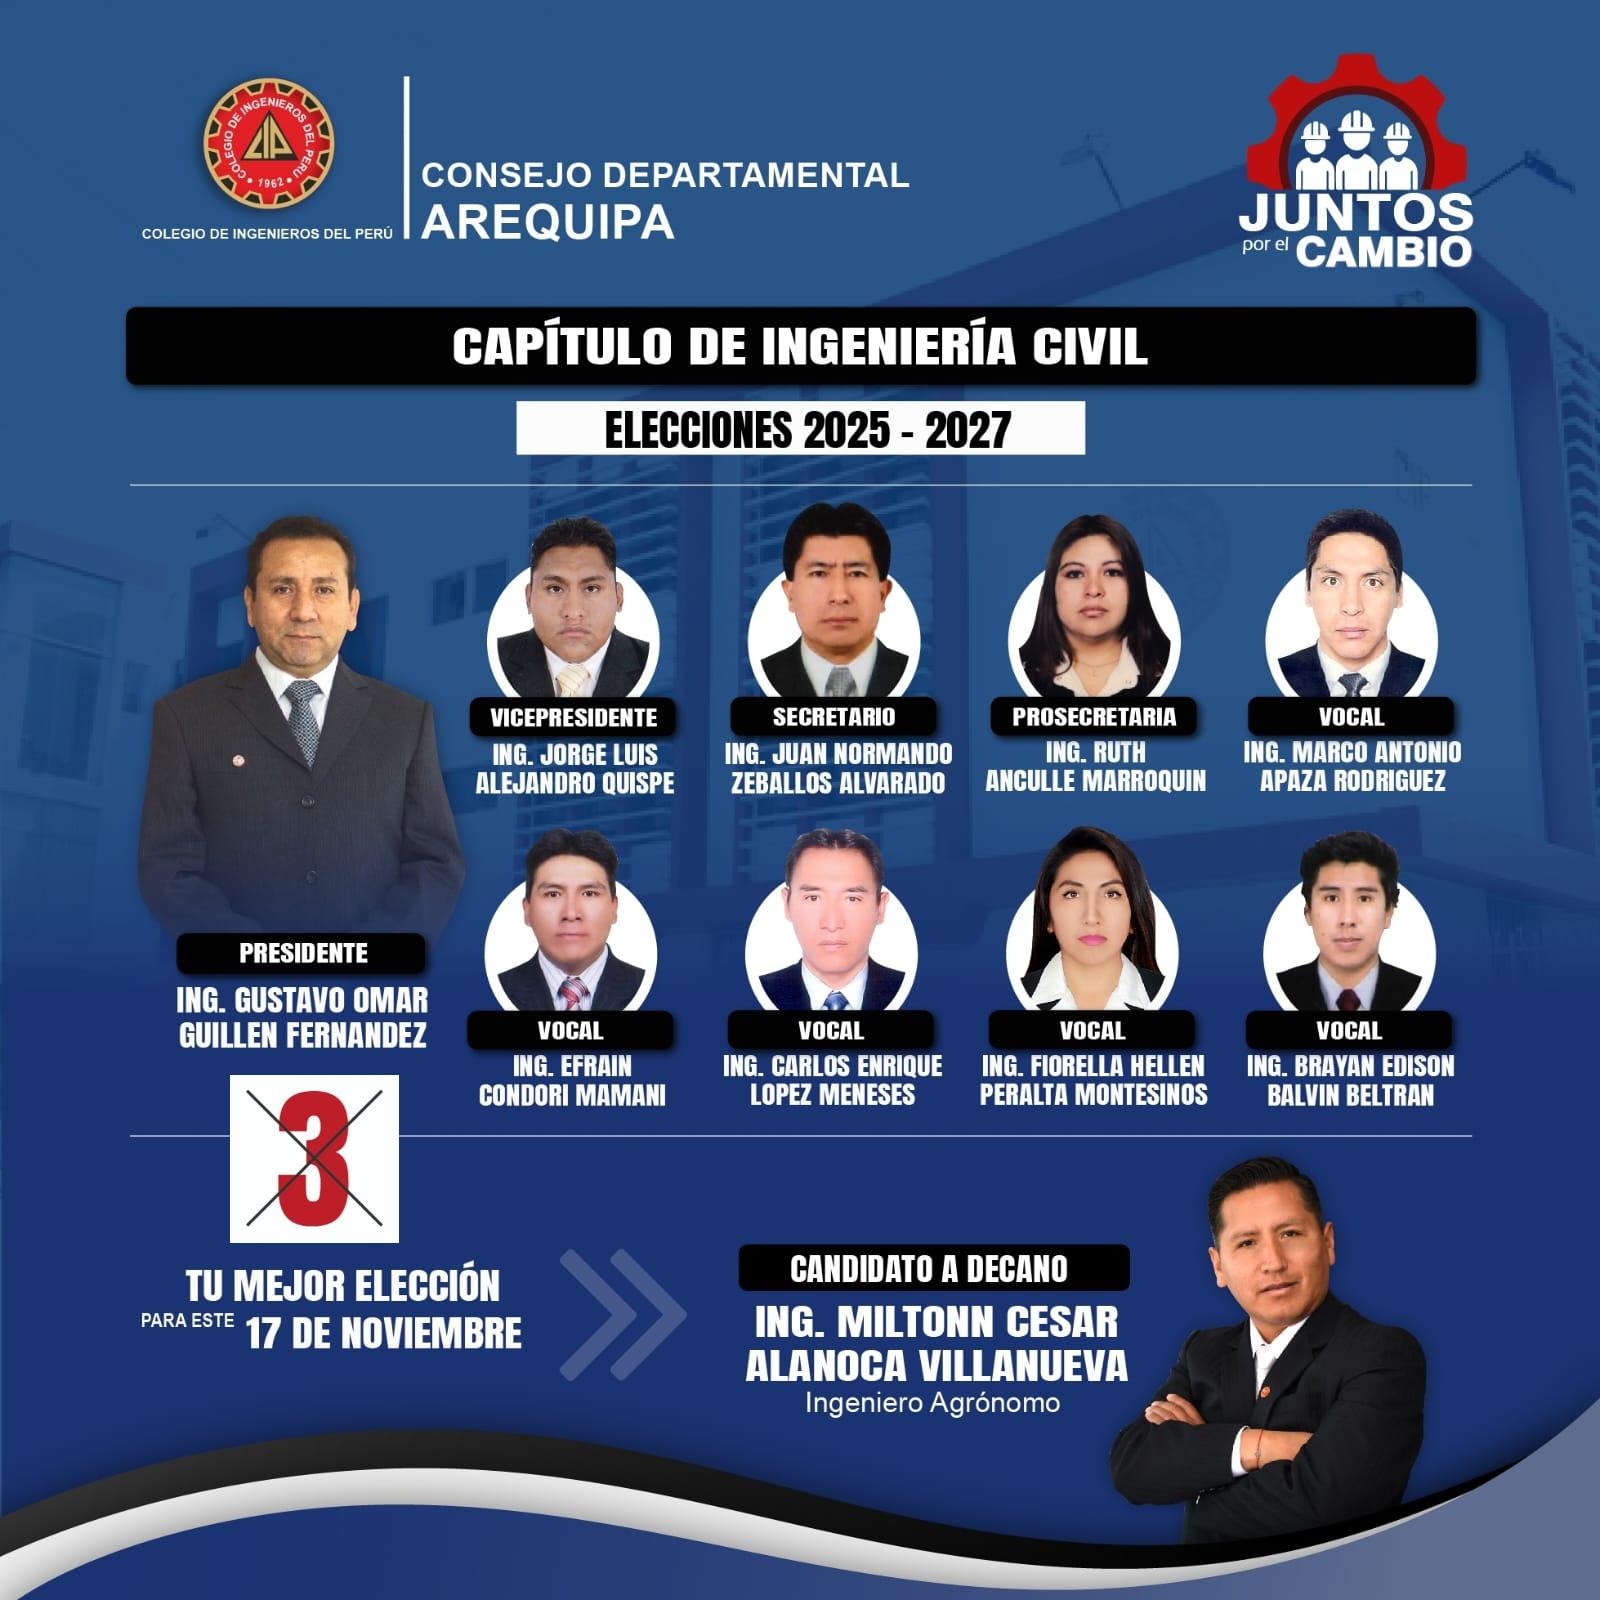 COLEGIO DE INGENIEROS DEL PERU
CIP
1962
COLEGIO DE INGENIEROS DEL PERÚ
CONSEJO DEPARTAMENTAL
AREQUIPA
JUNTOS
por el CAMBIO
CAPÍTULO DE INGENIERÍA CIVIL
ELECCIONES 2025 - 2027
VICEPRESIDENTE
ING. JORGE LUIS
ALEJANDRO QUISPE
SECRETARIO
ING. JUAN NORMANDO
ZEBALLOS ALVARADO
PROSECRETARIA
ING. RUTH
ANCULLE MARROQUIN
VOCAL
ING. MARCO ANTONIO
APAZA RODRIGUEZ
PRESIDENTE
ING. GUSTAVO OMAR
GUILLEN FERNANDEZ
VOCAL
ING. EFRAIN
CONDORI MAMANI
VOCAL
ING. CARLOS ENRIQUE
LOPEZ MENESES
VOCAL
ING. FIORELLA HELLEN
PERALTA MONTESINOS
VOCAL
ING. BRAYAN EDISON
BALVIN BELTRAN
3
TU MEJOR ELECCIÓN
PARA ESTE 17 DE NOVIEMBRE
CANDIDATO A DECANO
ING. MILTONN CESAR
ALANOCA VILLANUEVA
Ingeniero Agrónomo